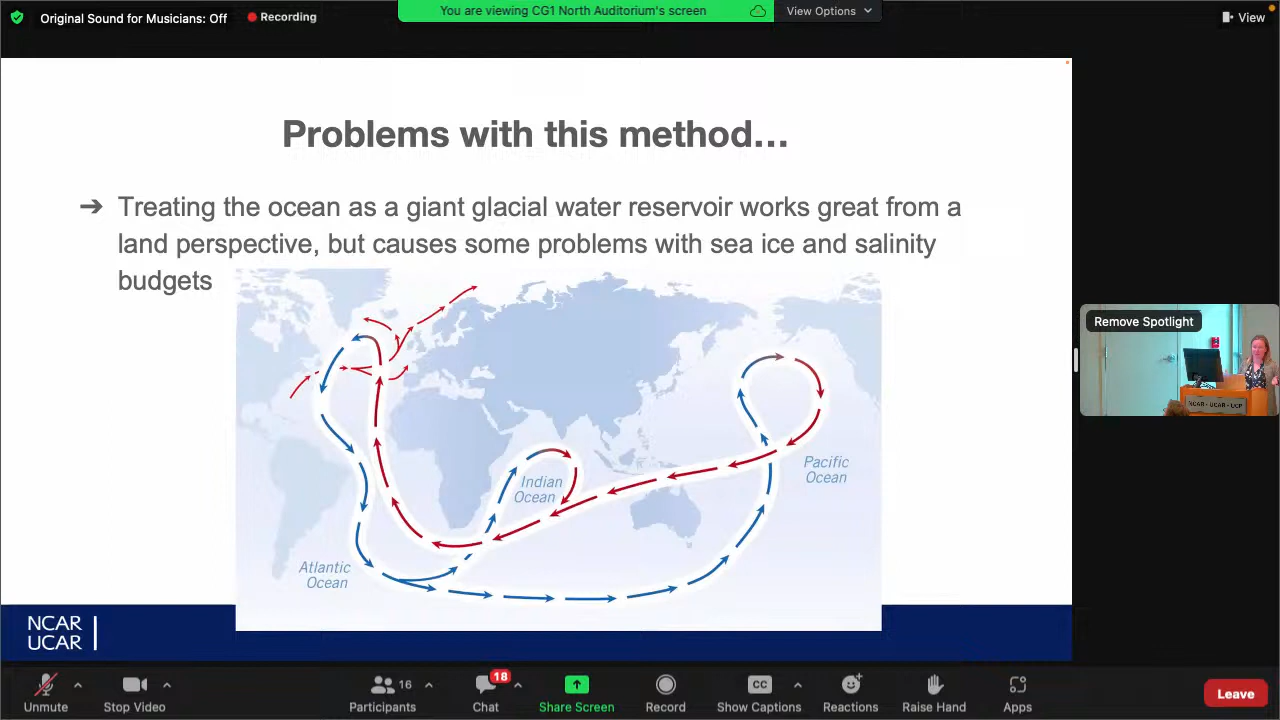 Original Sound for Musicians: Off
Recording
You are viewing CG1 North Auditorium's screen
View Options
View
Problems with this method...
➔ Treating the ocean as a giant glacial water reservoir works great from a
land perspective, but causes some problems with sea ice and salinity
budgets
Indian
Ocean
Pacific
Ocean
Atlantic
Ocean
Remove Spotlight
NCAR - UCAR - UCP
NCAR
UCAR
Unmute
Stop Video
16
Participants
18
Chat
Share Screen
Record
CC
Show Captions
Reactions
Raise Hand
Apps
Leave